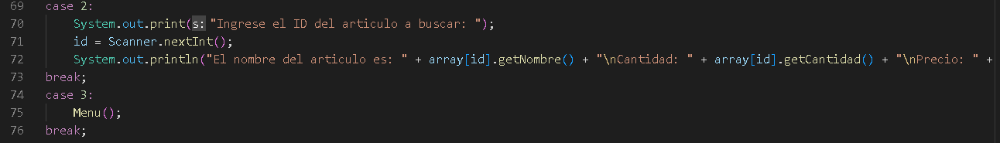 69 case 2:
70 System.out.print(s: "Ingrese el ID del articulo a buscar: ");
71 id = Scanner.nextInt();
72 System.out.println("El nombre del articulo es: " + array[id].getNombre() + "\nCantidad: " + array[id].getCantidad() + "\nPrecio: " +
73 break;
74 case 3:
75 Menu();
76 break;